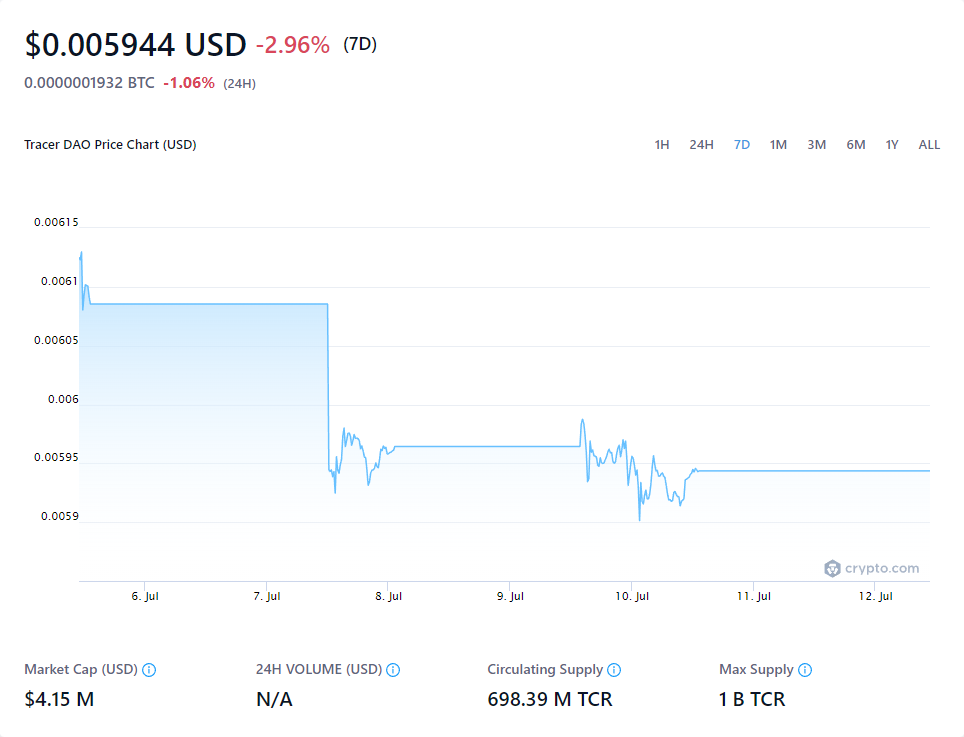 $0.005944 USD -2.96% (7D)
0.0000001932 BTC -1.06% (24H)
Tracer DAO Price Chart (USD) 1H 24H 7D 1M 3M 6M 1Y ALL
0.00615
0.0061
0.00605
0.006
0.00595
0.0059
crypto.com
6. Jul 7. Jul 8. Jul 9. Jul 10. Jul 11. Jul 12. Jul
Market Cap (USD) 24H VOLUME (USD) Circulating Supply Max Supply
$4.15 M N/A 698.39 M TCR 1 B TCR